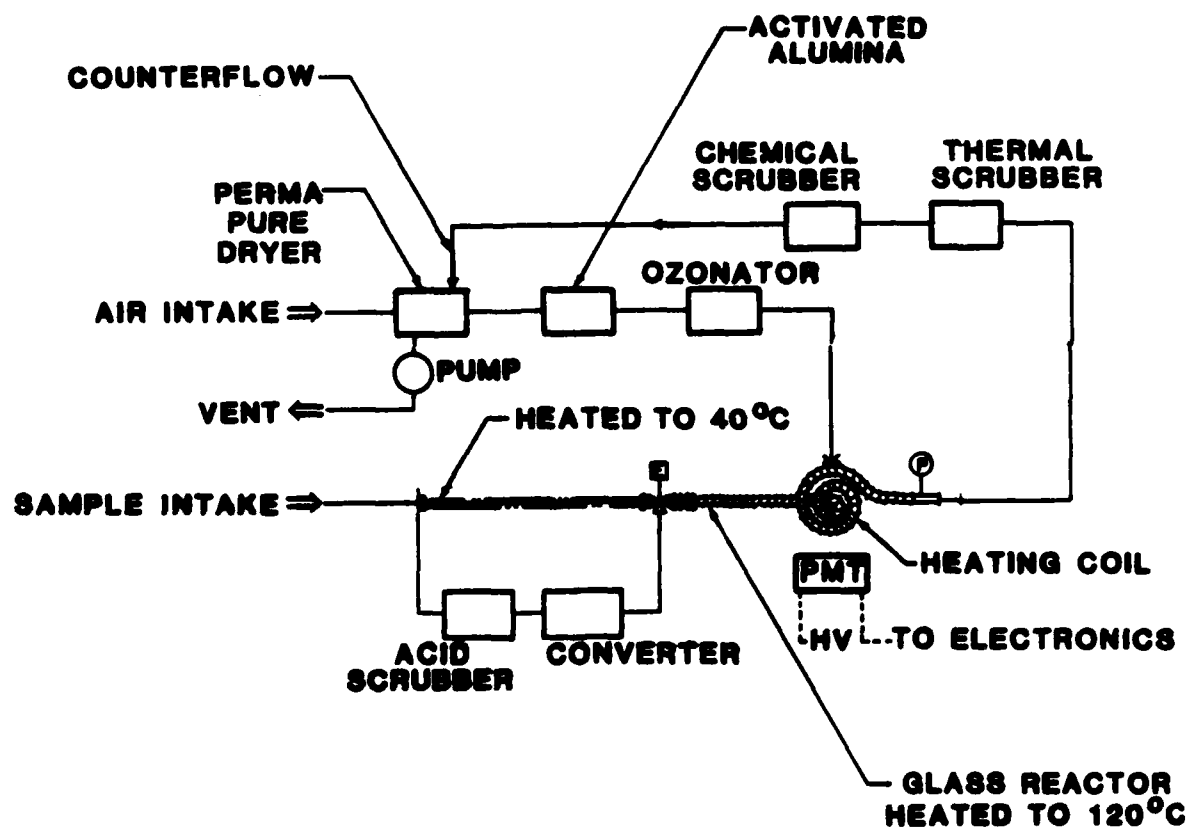 ACTIVATED
ALUMINA
COUNTERFLOW
CHEMICAL
SCRUBBER
THERMAL
SCRUBBER
PERMA
PURE
DRYER
OZONATOR
AIR INTAKE
PUMP
VENT
HEATED TO 40°C
P
SAMPLE INTAKE
HEATING COIL
PMT
HV
TO ELECTRONICS
ACID
SCRUBBER
CONVERTER
GLASS REACTOR
HEATED TO 120°C